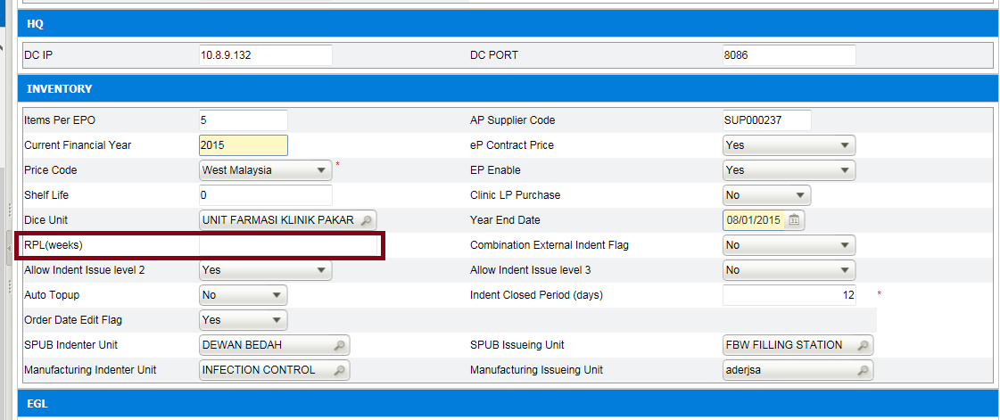 HQ
DC IP 10.8.9.132 DC PORT 8086
INVENTORY
Items Per EPO 5 AP Supplier Code SUP000237
Current Financial Year 2015 eP Contract Price Yes
Price Code West Malaysia * EP Enable Yes
Shelf Life 0 Clinic LP Purchase No
Dice Unit UNIT FARMASI KLINIK PAKAR Year End Date 08/01/2015 31
RPL(weeks) Combination External Indent Flag No
Allow Indent Issue level 2 Yes Allow Indent Issue level 3 No
Auto Topup No Indent Closed Period (days) 12 *
Order Date Edit Flag Yes
SPUB Indenter Unit DEWAN BEDAH SPUB Issueing Unit FBW FILLING STATION
Manufacturing Indenter Unit INFECTION CONTROL Manufacturing Issueing Unit aderjsa
EGL